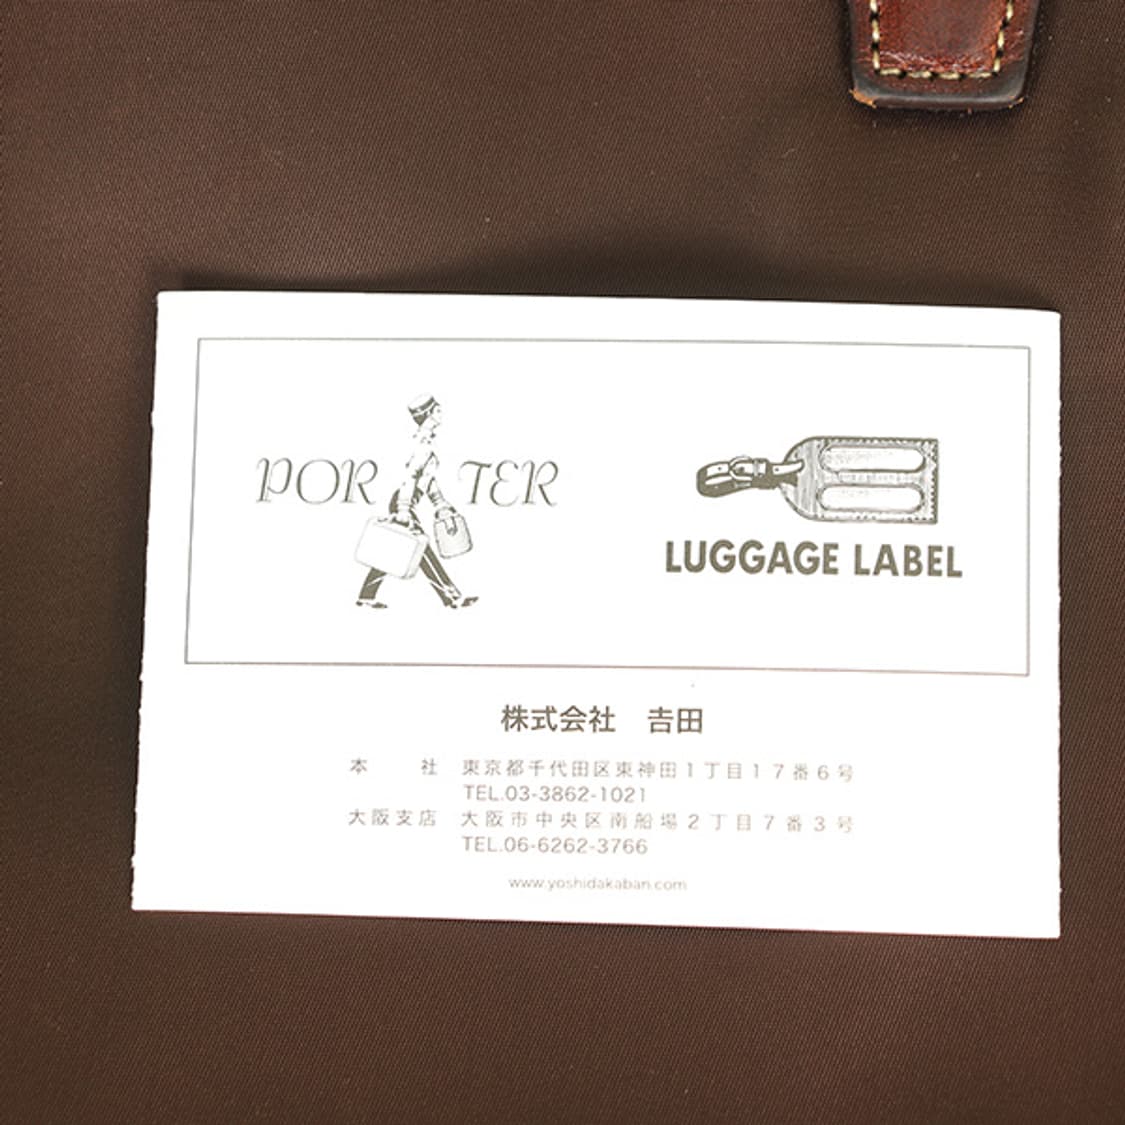 PORTER
LUGGAGE LABEL
株式会社 𠮷田
本 社 東京都千代田区東神田1丁目17番6号
TEL.03-3862-1021
大阪支店 大阪市中央区南船場2丁目7番3号
TEL.06-6262-3766
www.yoshidakaban.com